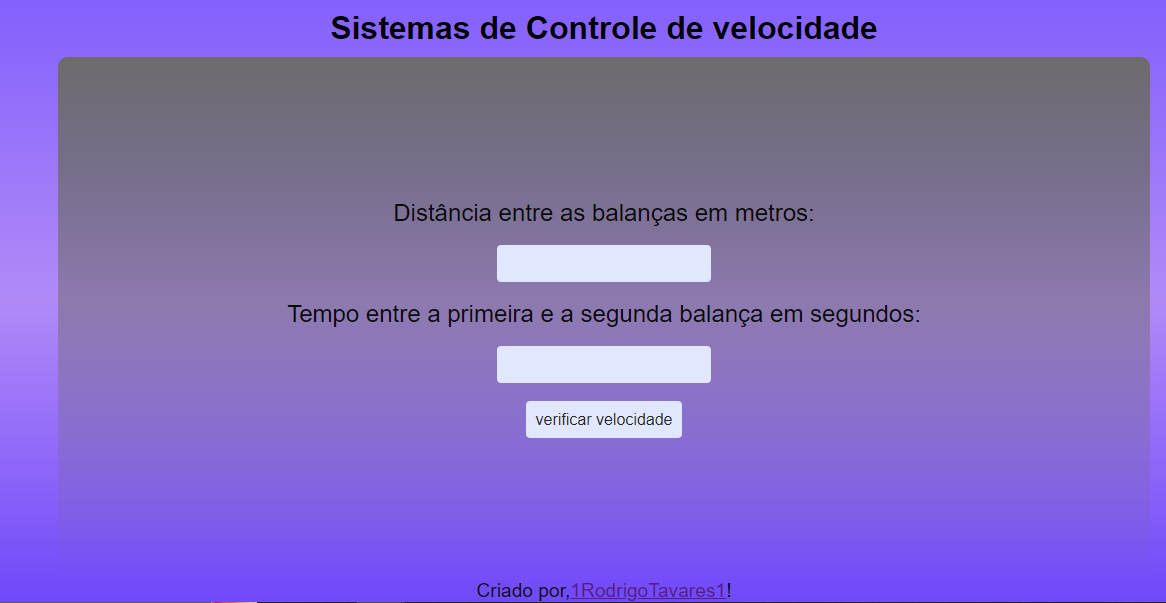 Sistemas de Controle de velocidade
Distância entre as balanças em metros:
Tempo entre a primeira e a segunda balança em segundos:
verificar velocidade
Criado por,1RodrigoTavares1!